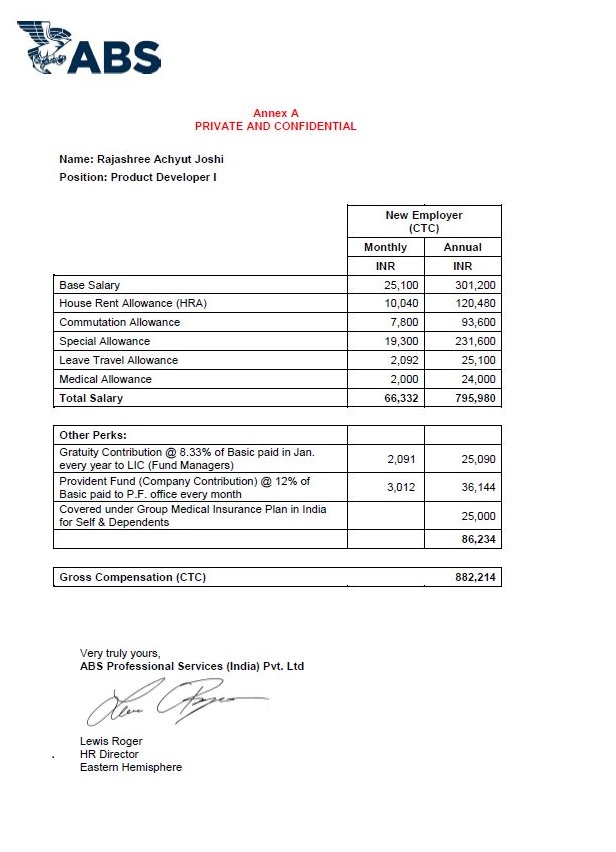 ABS
Annex A
PRIVATE AND CONFIDENTIAL
Name: Rajashree Achyut Joshi
Position: Product Developer I
New Employer
(CTC)
Monthly Annual
INR INR
Base Salary 25,100 301,200
House Rent Allowance (HRA) 10,040 120,480
Commutation Allowance 7,800 93,600
Special Allowance 19,300 231,600
Leave Travel Allowance 2,092 25,100
Medical Allowance 2,000 24,000
Total Salary 66,332 795,980
Other Perks:
Gratuity Contribution @ 8.33% of Basic paid in Jan.
every year to LIC (Fund Managers) 2,091 25,090
Provident Fund (Company Contribution) @ 12% of
Basic paid to P.F. office every month 3,012 36,144
Covered under Group Medical Insurance Plan in India
for Self & Dependents 25,000
86,234
Gross Compensation (CTC) 882,214
Very truly yours,
ABS Professional Services (India) Pvt. Ltd
Lewis Roger
HR Director
Eastern Hemisphere